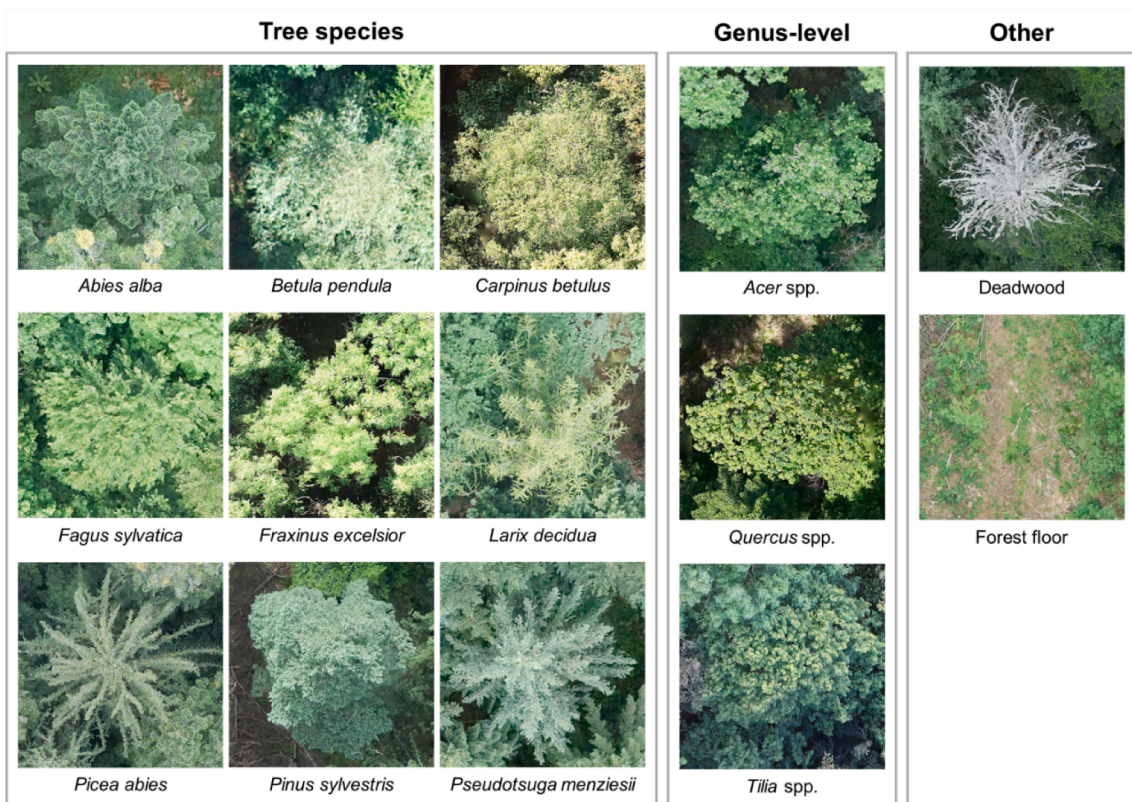 Tree species
Genus-level
Other
Abies alba
Betula pendula
Carpinus betulus
Acer spp.
Deadwood
Fagus sylvatica
Fraxinus excelsior
Larix decidua
Quercus spp.
Forest floor
Picea abies
Pinus sylvestris
Pseudotsuga menziesii
Tilia spp.